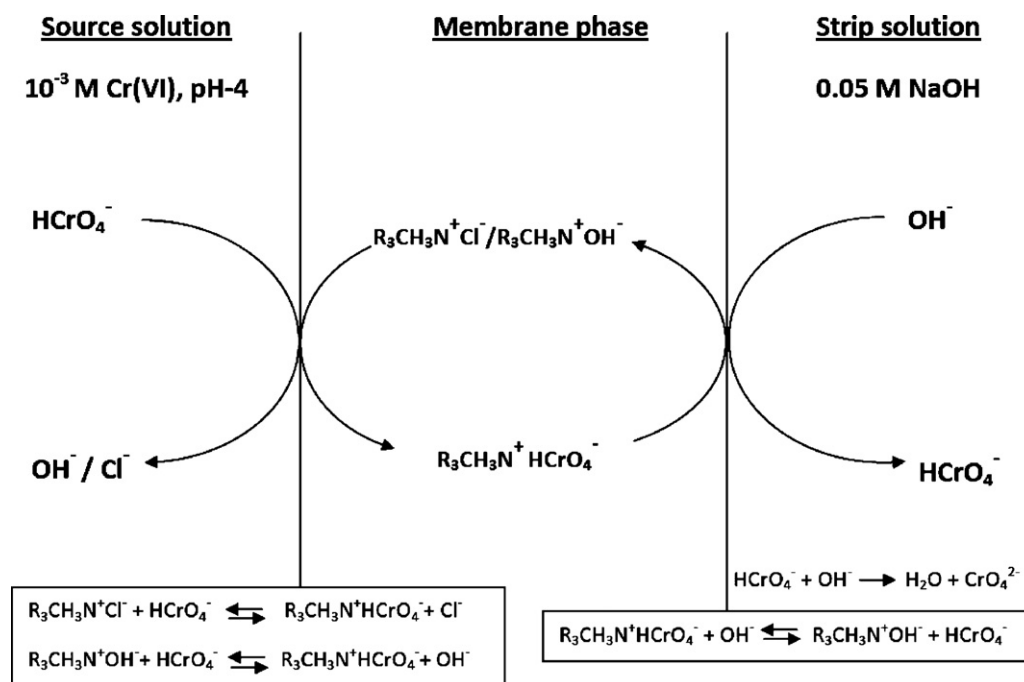 Source solution
Membrane phase
Strip solution
10⁻³ M Cr(VI), pH-4
0.05 M NaOH
HCrO₄⁻
R₃CH₃N⁺Cl⁻/R₃CH₃N⁺OH⁻
OH⁻
OH⁻ / Cl⁻
R₃CH₃N⁺ HCrO₄⁻
HCrO₄⁻
HCrO₄⁻ + OH⁻ ⟶ H₂O + CrO₄²⁻
R₃CH₃N⁺Cl⁻ + HCrO₄⁻ ⇆ R₃CH₃N⁺HCrO₄⁻ + Cl⁻
R₃CH₃N⁺OH⁻ + HCrO₄⁻ ⇆ R₃CH₃N⁺HCrO₄⁻ + OH⁻
R₃CH₃N⁺HCrO₄⁻ + OH⁻ ⇆ R₃CH₃N⁺OH⁻ + HCrO₄⁻